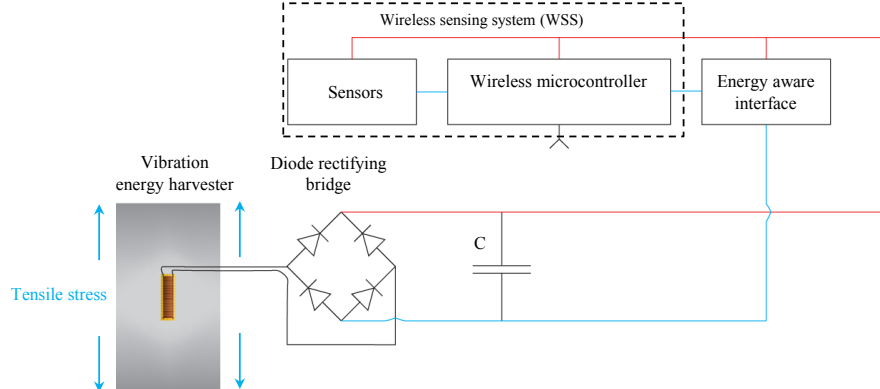 Wireless sensing system (WSS)
Sensors
Wireless microcontroller
Energy aware
interface
Vibration
energy harvester
Diode rectifying
bridge
C
Tensile stress